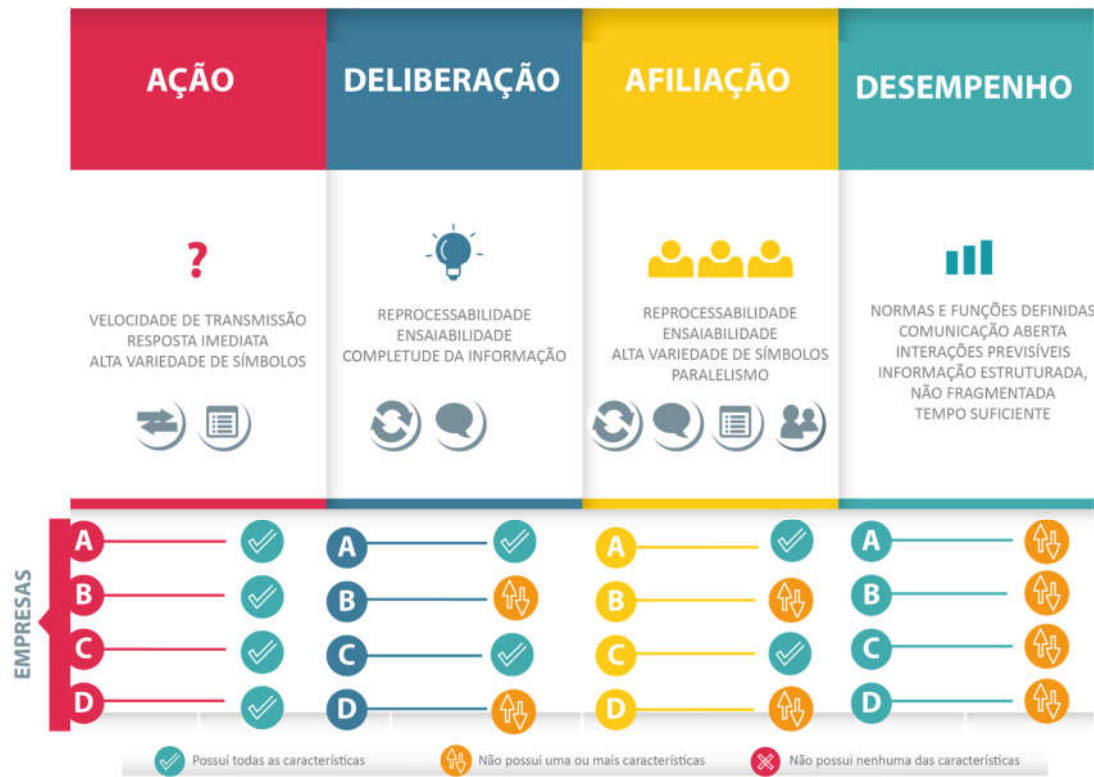 AÇÃO
DELIBERAÇÃO
AFILIAÇÃO
DESEMPENHO
?
VELOCIDADE DE TRANSMISSÃO
RESPOSTA IMEDIATA
ALTA VARIEDADE DE SÍMBOLOS
REPROCESSABILIDADE
ENSAIABILIDADE
COMPLETUDE DA INFORMAÇÃO
REPROCESSABILIDADE
ENSAIABILIDADE
ALTA VARIEDADE DE SÍMBOLOS
PARALELISMO
NORMAS E FUNÇÕES DEFINIDAS
COMUNICAÇÃO ABERTA
INTERAÇÕES PREVISÍVEIS
INFORMAÇÃO ESTRUTURADA,
NÃO FRAGMENTADA
TEMPO SUFICIENTE
EMPRESAS
A
B
C
D
A
B
C
D
A
B
C
D
A
B
C
D
Possui todas as características
Não possui uma ou mais características
Não possui nenhuma das características